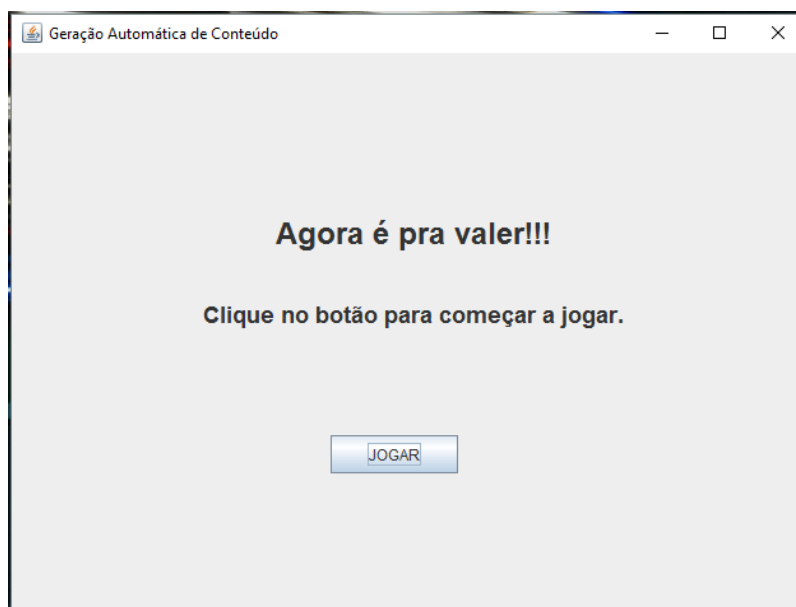 Geração Automática de Conteúdo
Agora é pra valer!!!
Clique no botão para começar a jogar.
JOGAR